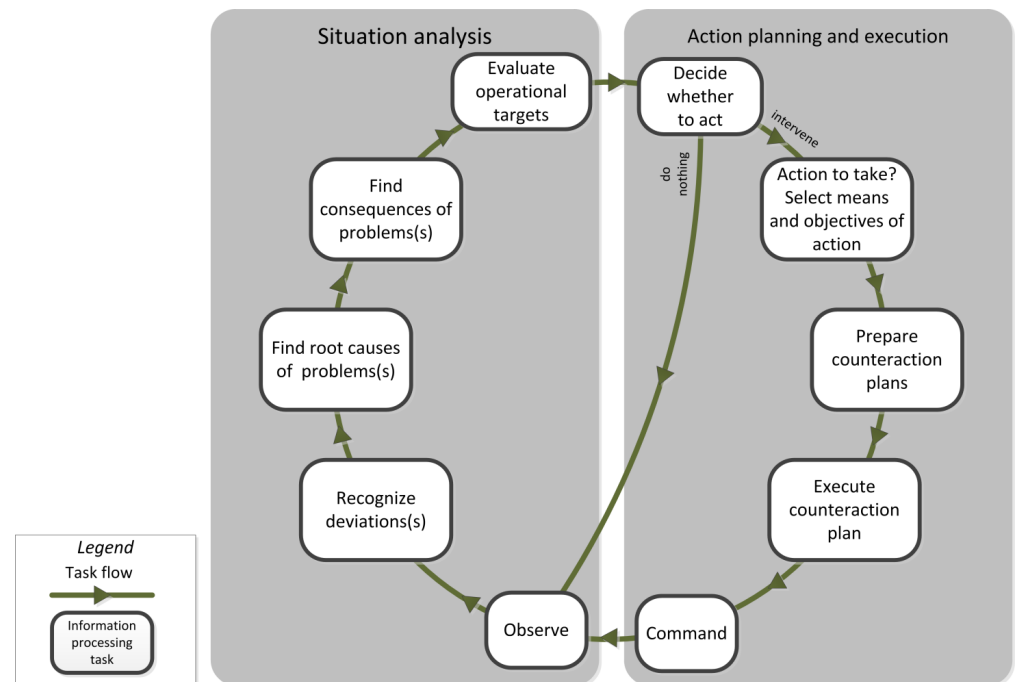 Situation analysis
Evaluate
operational
targets
Find
consequences of
problems(s)
Find root causes
of problems(s)
Recognize
deviations(s)
Observe
Action planning and execution
Decide
whether
to act
intervene
do
nothing
Action to take?
Select means
and objectives of
action
Prepare
counteraction
plans
Execute
counteraction
plan
Command
Legend
Task flow
Information
processing
task